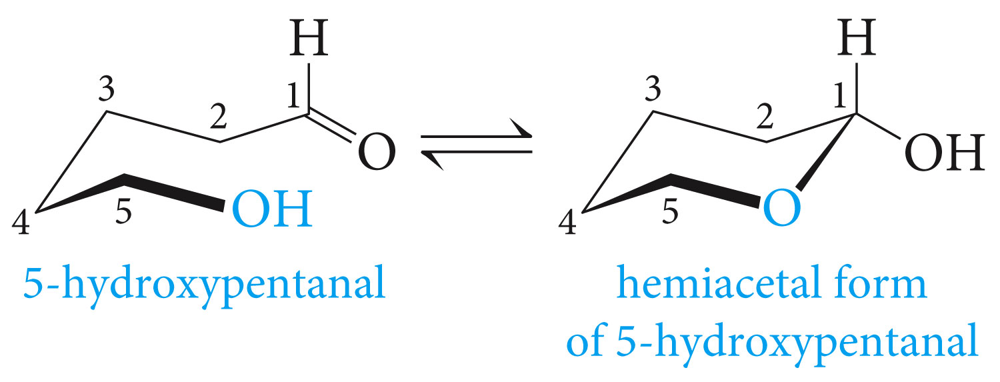 H
3
2
1
O
4
5
OH
5-hydroxypentanal
H
3
2
1
OH
4
5
O
hemiacetal form
of 5-hydroxypentanal